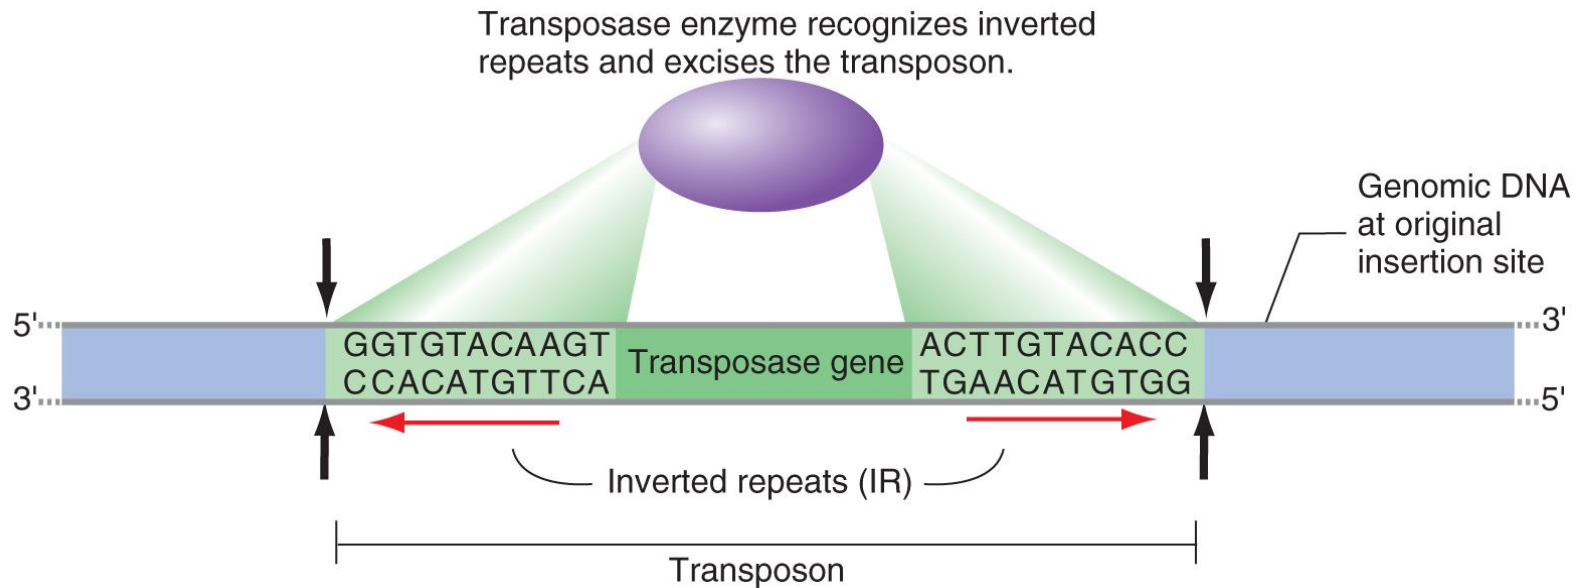 Transposase enzyme recognizes inverted
repeats and excises the transposon.
Genomic DNA
at original
insertion site
5'
3'
GGTGTACAAGT
Transposase gene
ACTTGTACACC
CCACATGTTCA
TGAACATGTGG
3'
5'
Inverted repeats (IR)
Transposon